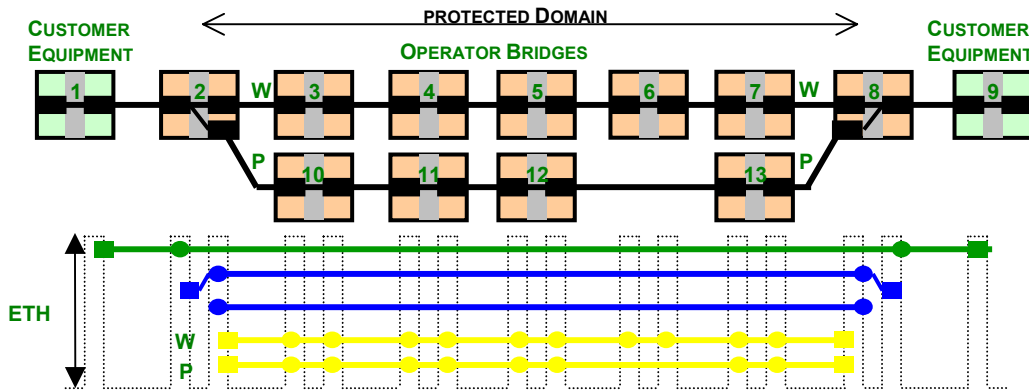 PROTECTED DOMAIN
CUSTOMER EQUIPMENT
OPERATOR BRIDGES
CUSTOMER EQUIPMENT
1 2 W 3 4 5 6 7 W 8 9
P 10 11 12 13 P
ETH
W
P